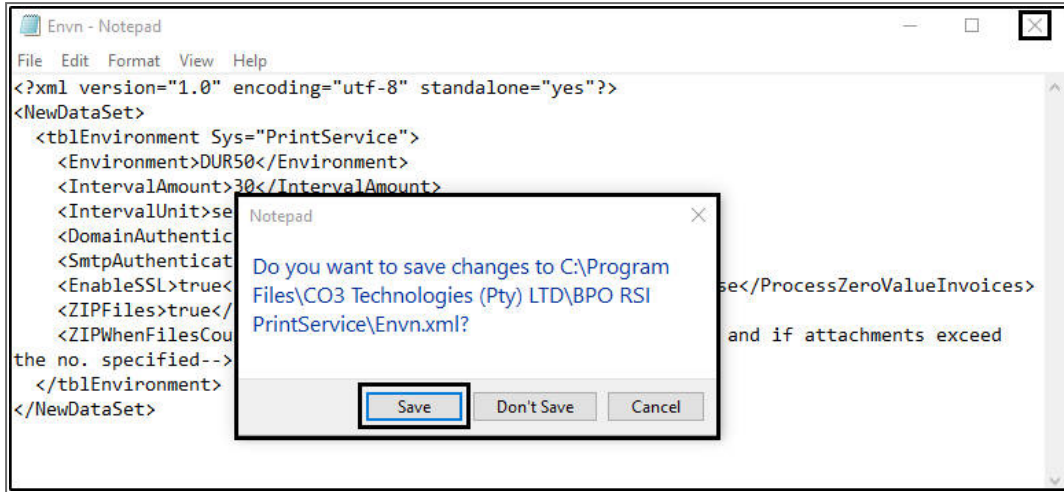 Envn - Notepad
File Edit Format View Help
<?xml version="1.0" encoding="utf-8" standalone="yes"?>
<NewDataSet>
<tblEnvironment Sys="PrintService">
<Environment>DUR50</Environment>
<IntervalAmount>30</IntervalAmount>
<IntervalUnit>se
<DomainAuthentic
<SmtpAuthenticat
<EnableSSL>true< se</ProcessZeroValueInvoices>
<ZIPFiles>true</
<ZIPWhenFilesCou and if attachments exceed
the no. specified-->
</tblEnvironment>
</NewDataSet>
Notepad
Do you want to save changes to C:\Program
Files\CO3 Technologies (Pty) LTD\BPO RSI
PrintService\Envn.xml?
Save Don't Save Cancel